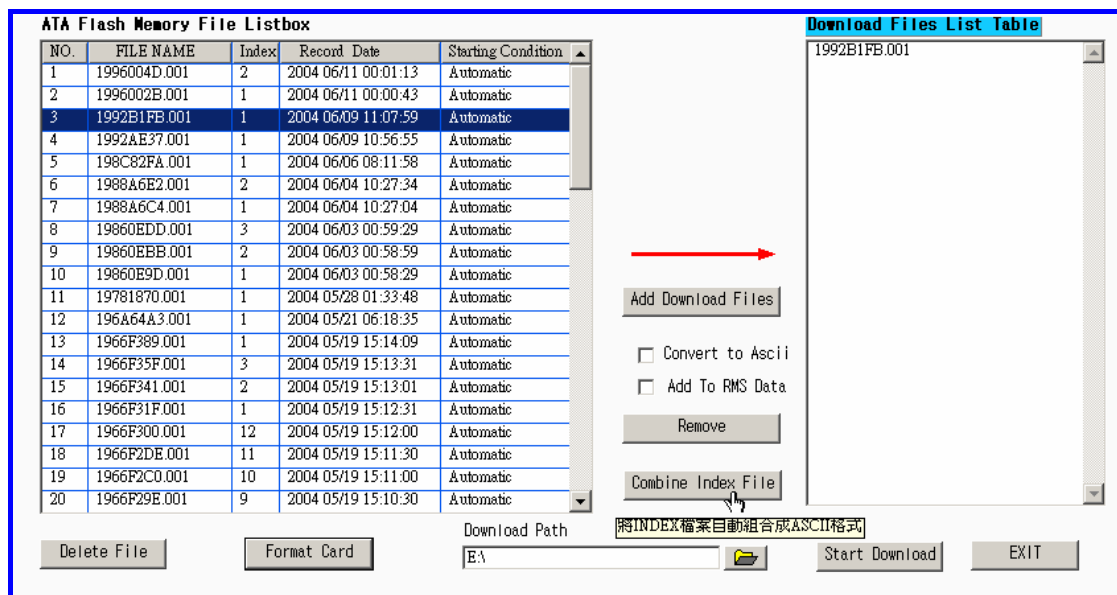 ATA Flash Memory File Listbox
Download Files List Table
NO. FILE NAME Index Record Date Starting Condition
1 1996004D.001 2 2004 06/11 00:01:13 Automatic
2 1996002B.001 1 2004 06/11 00:00:43 Automatic
3 1992B1FB.001 1 2004 06/09 11:07:59 Automatic
4 1992AE37.001 1 2004 06/09 10:56:55 Automatic
5 198C82FA.001 1 2004 06/06 08:11:58 Automatic
6 1988A6E2.001 2 2004 06/04 10:27:34 Automatic
7 1988A6C4.001 1 2004 06/04 10:27:04 Automatic
8 19860EDD.001 3 2004 06/03 00:59:29 Automatic
9 19860EBB.001 2 2004 06/03 00:58:59 Automatic
10 19860E9D.001 1 2004 06/03 00:58:29 Automatic
11 19781870.001 1 2004 05/28 01:33:48 Automatic
12 196A64A3.001 1 2004 05/21 06:18:35 Automatic
13 1966F389.001 1 2004 05/19 15:14:09 Automatic
14 1966F35F.001 3 2004 05/19 15:13:31 Automatic
15 1966F341.001 2 2004 05/19 15:13:01 Automatic
16 1966F31F.001 1 2004 05/19 15:12:31 Automatic
17 1966F300.001 12 2004 05/19 15:12:00 Automatic
18 1966F2DE.001 11 2004 05/19 15:11:30 Automatic
19 1966F2C0.001 10 2004 05/19 15:11:00 Automatic
20 1966F29E.001 9 2004 05/19 15:10:30 Automatic
1992B1FB.001
Add Download Files
Convert to Ascii
Add To RMS Data
Remove
Combine Index File
將INDEX檔案自動組合成ASCII格式
Download Path
Delete File
Format Card
E:\
Start Download
EXIT